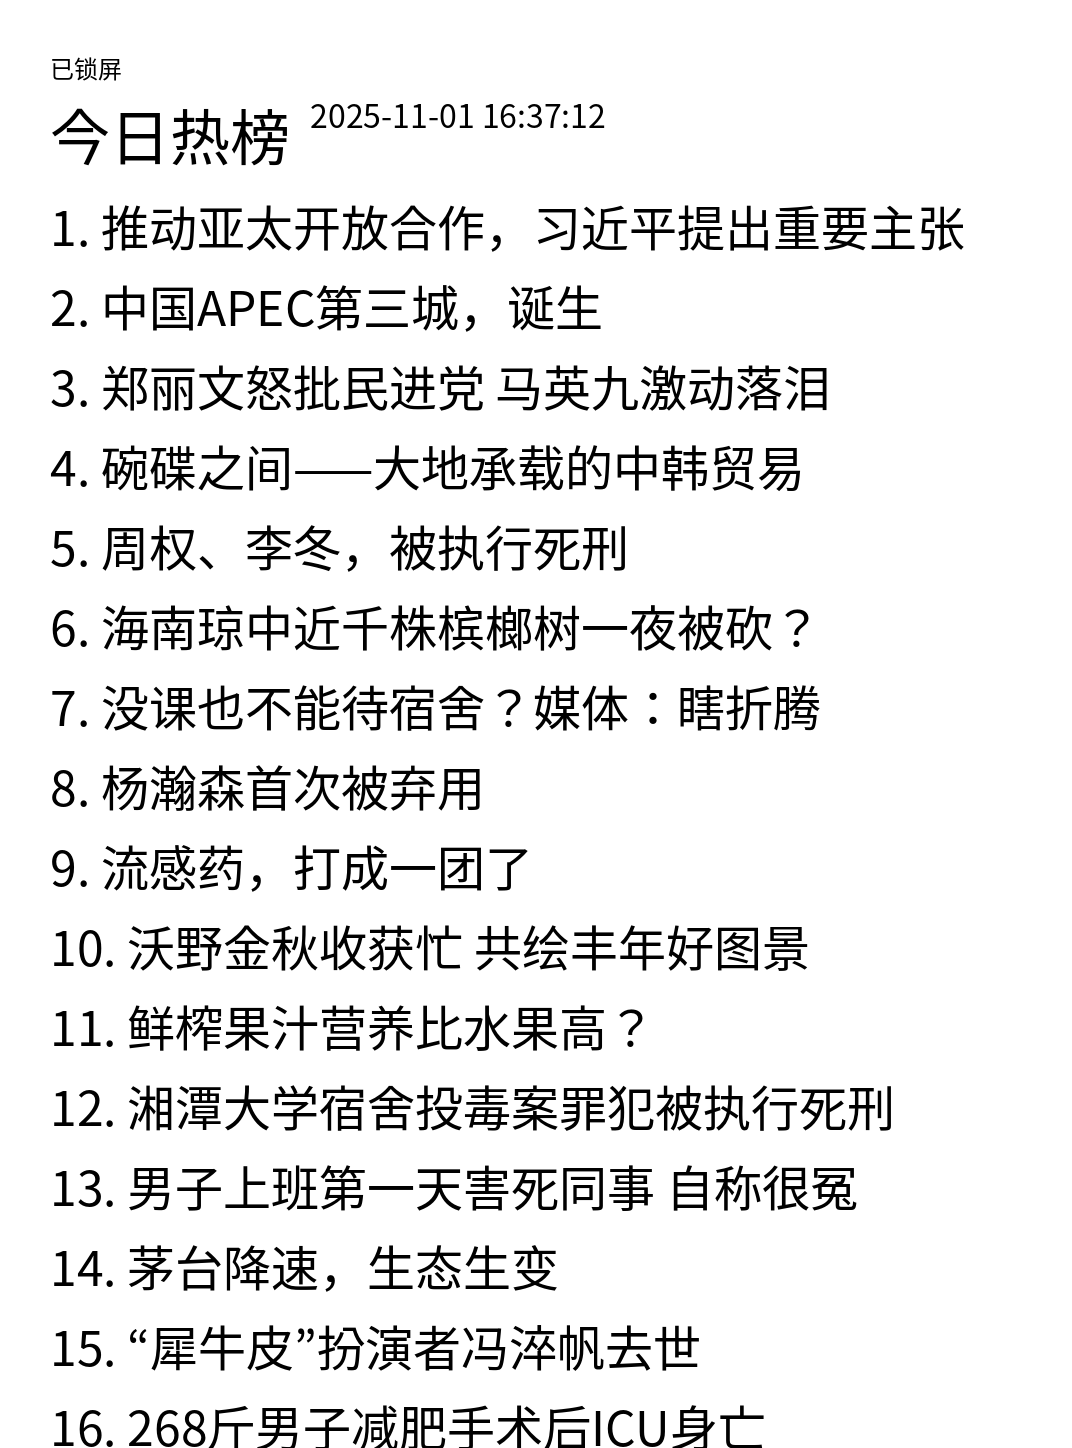 已锁屏
今日热榜 2025-11-01 16:37:12
1. 推动亚太开放合作，习近平提出重要主张
2. 中国APEC第三城，诞生
3. 郑丽文怒批民进党 马英九激动落泪
4. 碗碟之间——大地承载的中韩贸易
5. 周权、李冬，被执行死刑
6. 海南琼中近千株槟榔树一夜被砍？
7. 没课也不能待宿舍？媒体：瞎折腾
8. 杨瀚森首次被弃用
9. 流感药，打成一团了
10. 沃野金秋收获忙 共绘丰年好图景
11. 鲜榨果汁营养比水果高？
12. 湘潭大学宿舍投毒案罪犯被执行死刑
13. 男子上班第一天害死同事 自称很冤
14. 茅台降速，生态生变
15. “犀牛皮”扮演者冯淬帆去世
16. 268斤男子减肥手术后ICU身亡